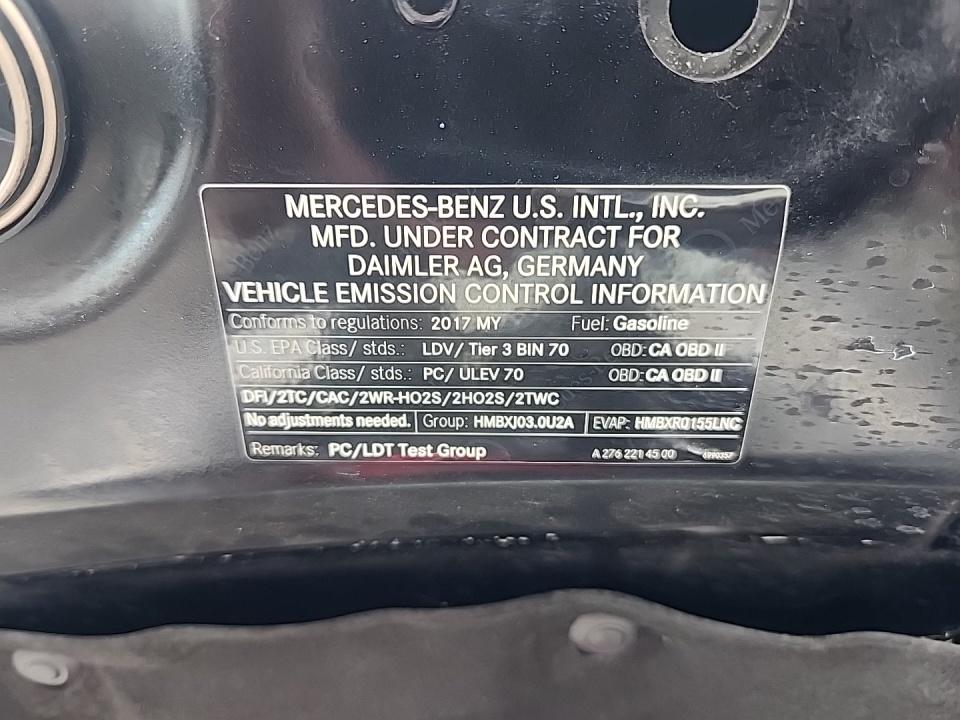 MERCEDES-BENZ U.S. INTL., INC.
MFD. UNDER CONTRACT FOR
DAIMLER AG, GERMANY
VEHICLE EMISSION CONTROL INFORMATION
Conforms to regulations: 2017 MY Fuel: Gasoline
U.S. EPA Class/ stds.: LDV/ Tier 3 BIN 70 OBD: CA OBD II
California Class/ stds.: PC/ ULEV 70 OBD: CA OBD II
DFI/2TC/CAC/2WR-HO2S/2HO2S/2TWC
No adjustments needed. Group: HMBXJ03.0U2A EVAP: HMBXR0155LNC
Remarks: PC/LDT Test Group A 276 221 45 00